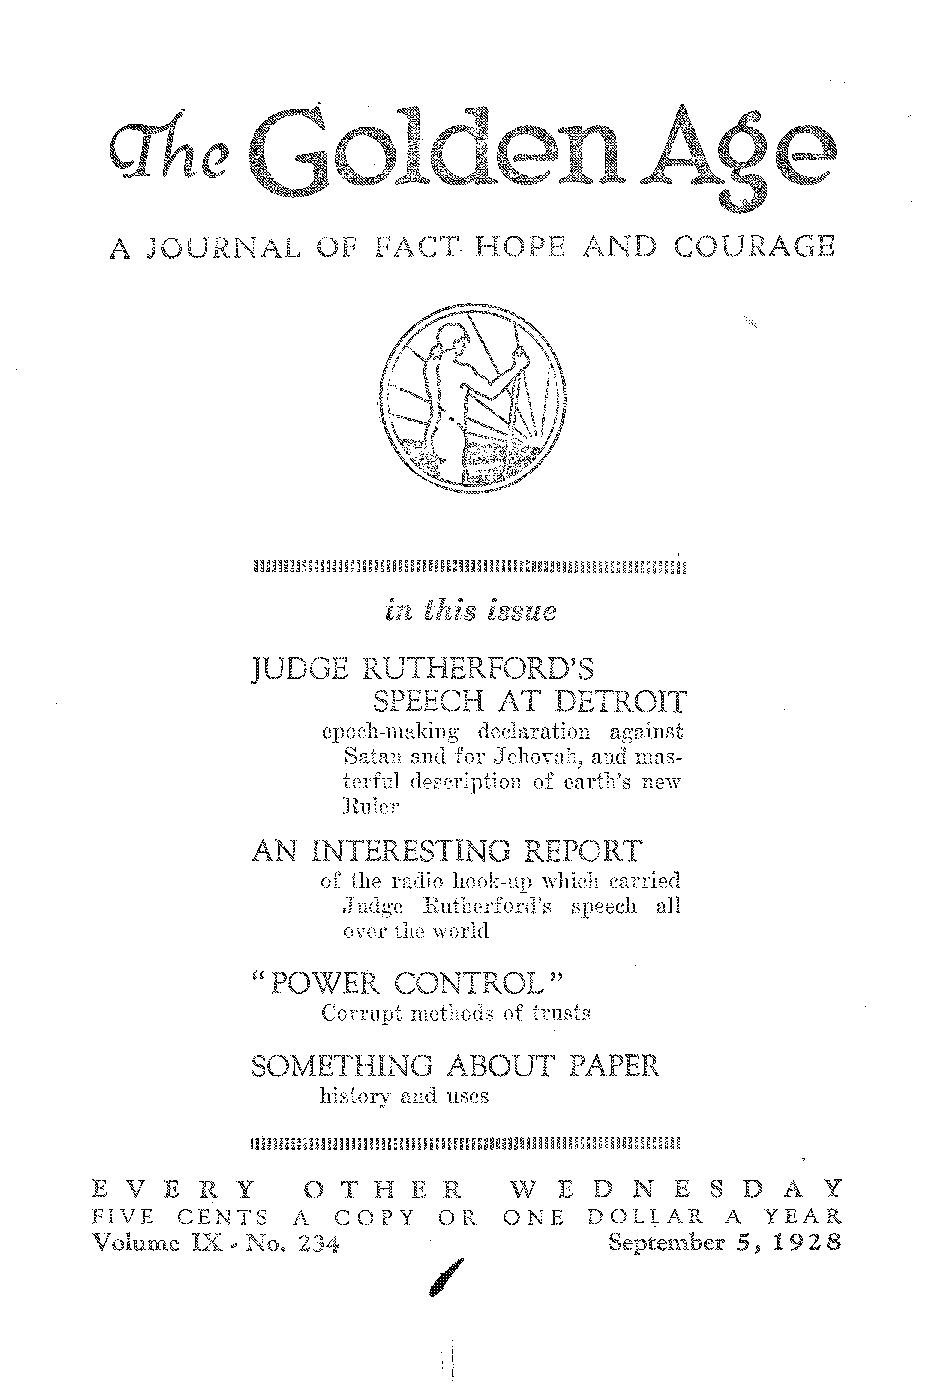 The Golden Age
A JOURNAL OF FACT HOPE AND COURAGE
in this issue
JUDGE RUTHERFORD'S
SPEECH AT DETROIT
epoch-making declaration against
Satan and for Jehovah, and mas-
terful description of earth's new
Ruler
AN INTERESTING REPORT
of the radio hook-up which carried
Judge Rutherford's speech all
over the world
"POWER CONTROL"
Corrupt methods of trusts
SOMETHING ABOUT PAPER
history and uses
EVERY OTHER WEDNESDAY
FIVE CENTS A COPY OR ONE DOLLAR A YEAR
Volume IX - No. 234 September 5, 1928